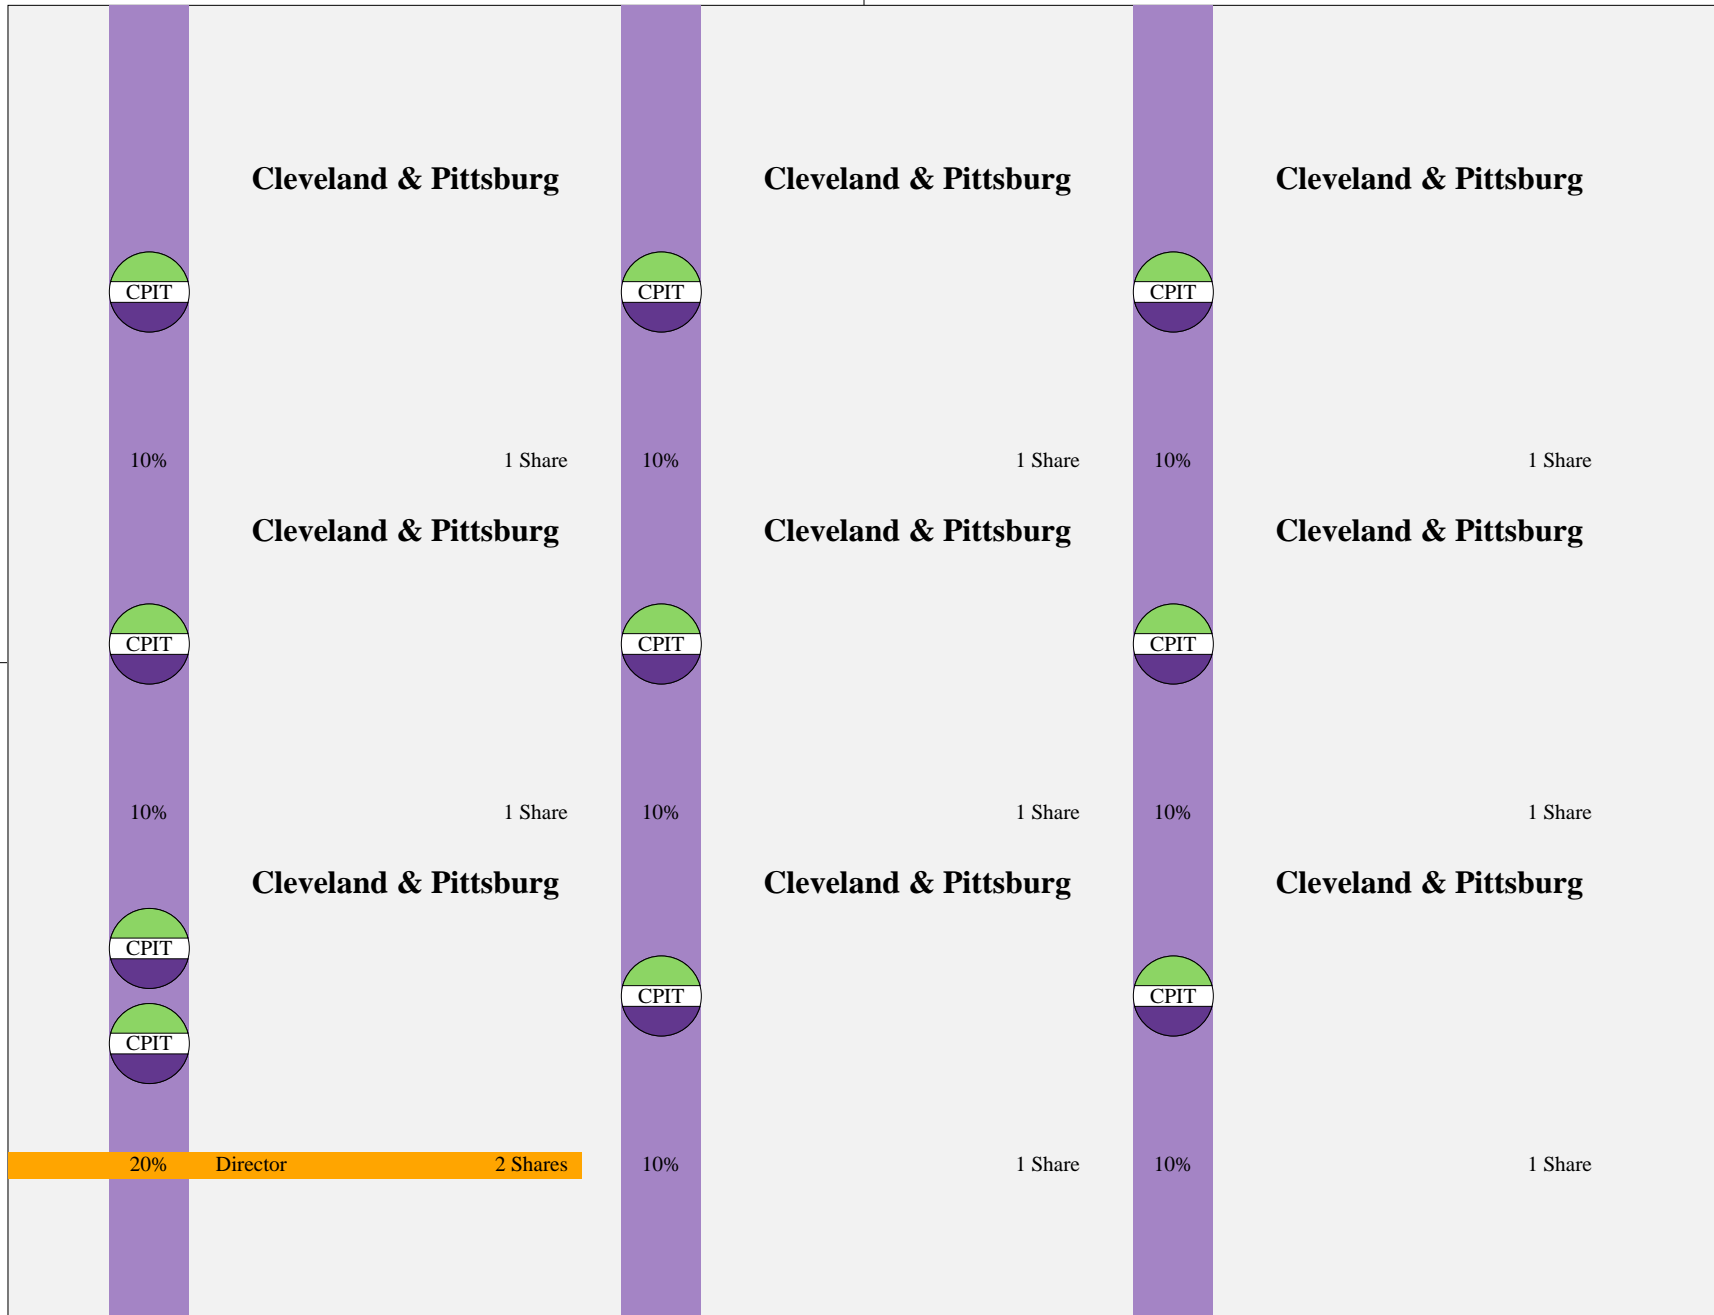 Cleveland & Pittsburg Cleveland & Pittsburg Cleveland & Pittsburg
CPIT CPIT CPIT
10% 1 Share 10% 1 Share 10% 1 Share
Cleveland & Pittsburg Cleveland & Pittsburg Cleveland & Pittsburg
CPIT CPIT CPIT
10% 1 Share 10% 1 Share 10% 1 Share
Cleveland & Pittsburg Cleveland & Pittsburg Cleveland & Pittsburg
CPIT
CPIT CPIT
CPIT
20% Director 2 Shares 10% 1 Share 10% 1 Share